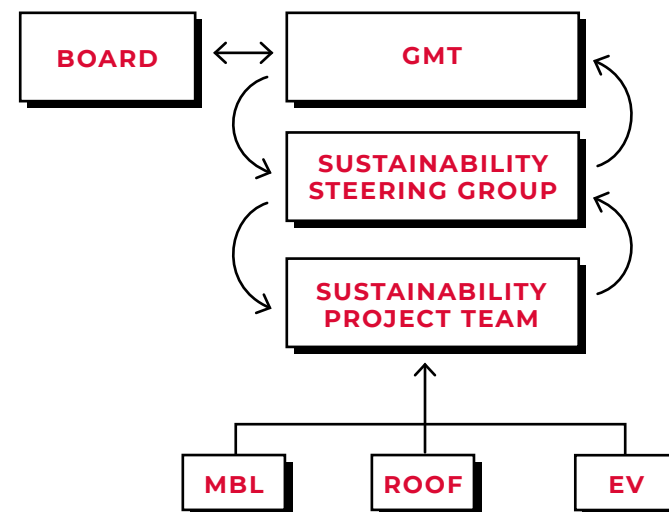 BOARD
GMT
SUSTAINABILITY
STEERING GROUP
SUSTAINABILITY
PROJECT TEAM
MBL
ROOF
EV